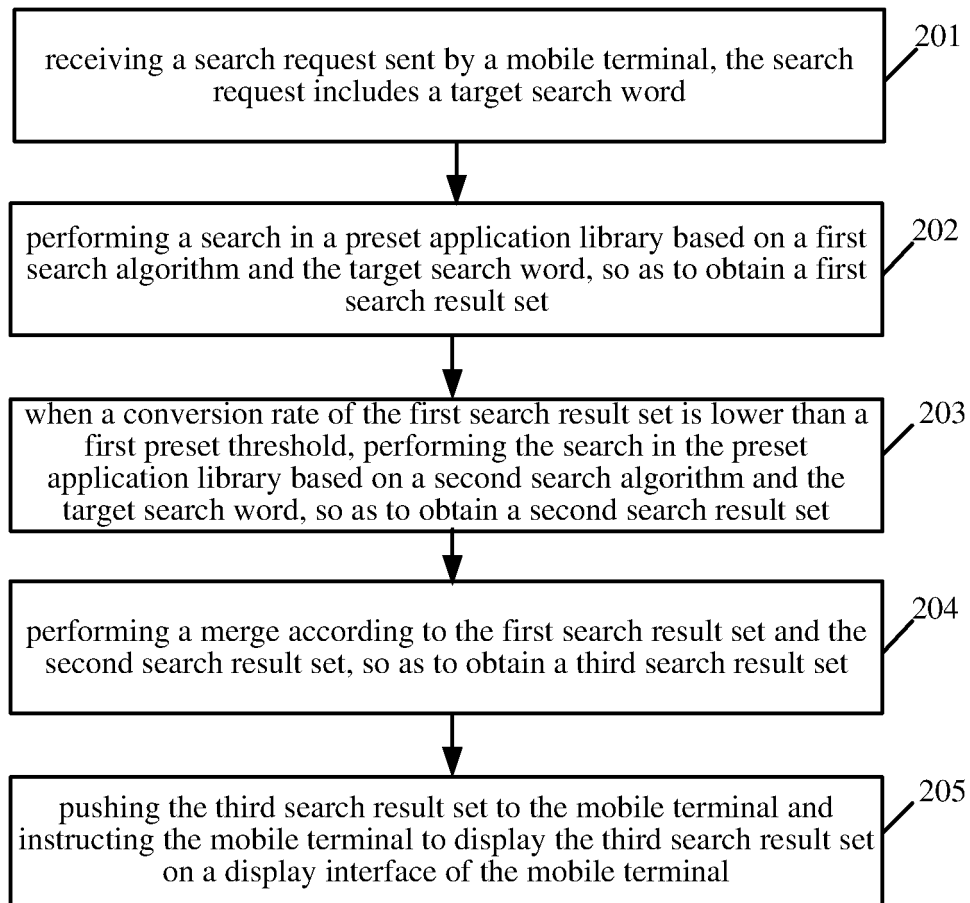 receiving a search request sent by a mobile terminal, the search
request includes a target search word
201
performing a search in a preset application library based on a first
search algorithm and the target search word, so as to obtain a first
search result set
202
when a conversion rate of the first search result set is lower than a
first preset threshold, performing the search in the preset
application library based on a second search algorithm and the
target search word, so as to obtain a second search result set
203
performing a merge according to the first search result set and the
second search result set, so as to obtain a third search result set
204
pushing the third search result set to the mobile terminal and
instructing the mobile terminal to display the third search result set
on a display interface of the mobile terminal
205